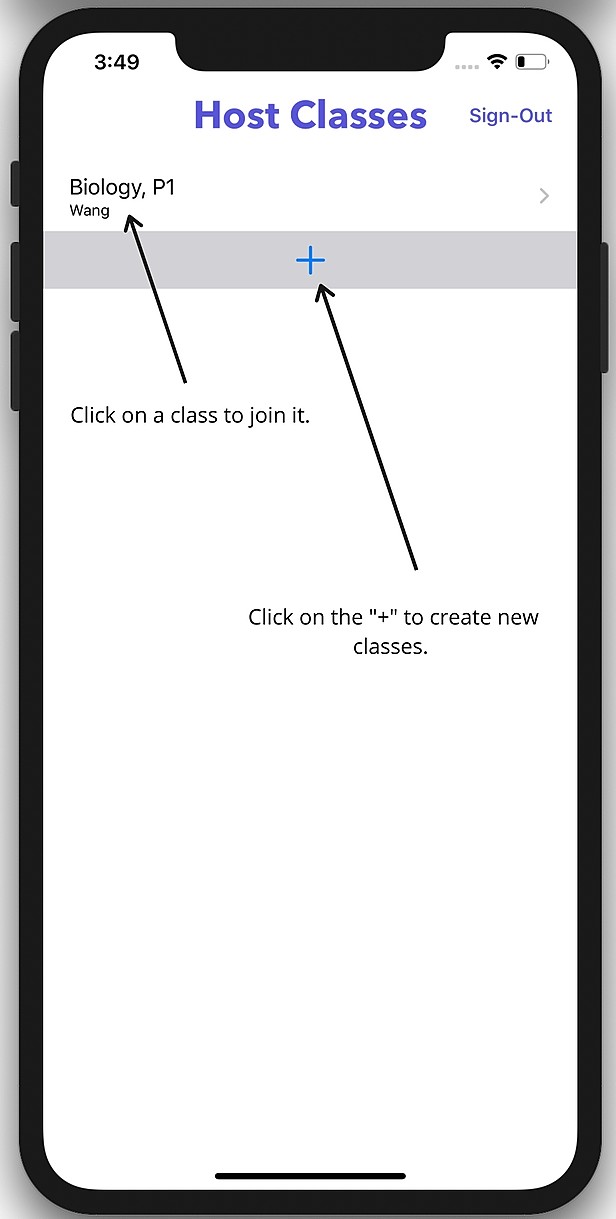 3:49
Host Classes
Sign-Out
Biology, P1
Wang
+
Click on a class to join it.
Click on the "+" to create new
classes.